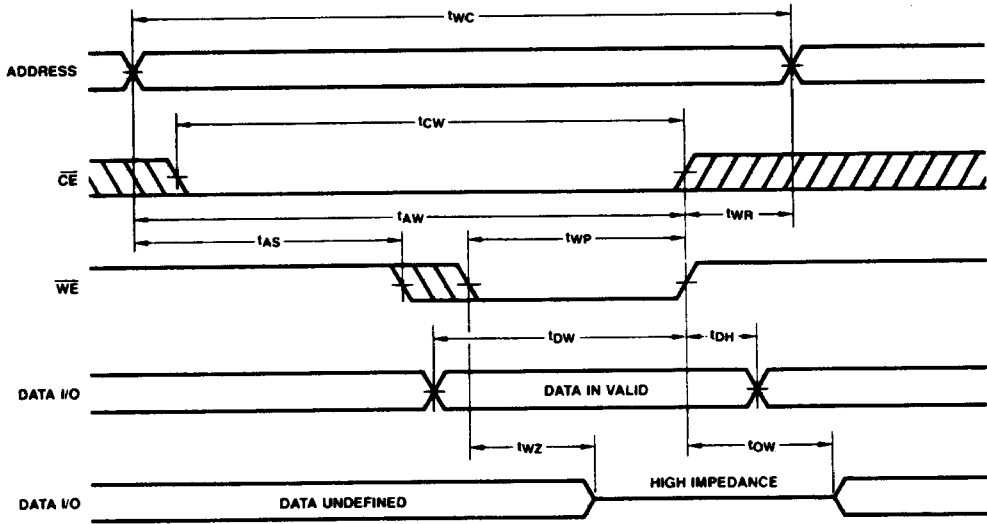 tWC
ADDRESS
tCW
CE
tAW
tWR
tAS
tWP
WE
tDW
tDH
DATA I/O
DATA IN VALID
tWZ
tOW
HIGH IMPEDANCE
DATA I/O
DATA UNDEFINED